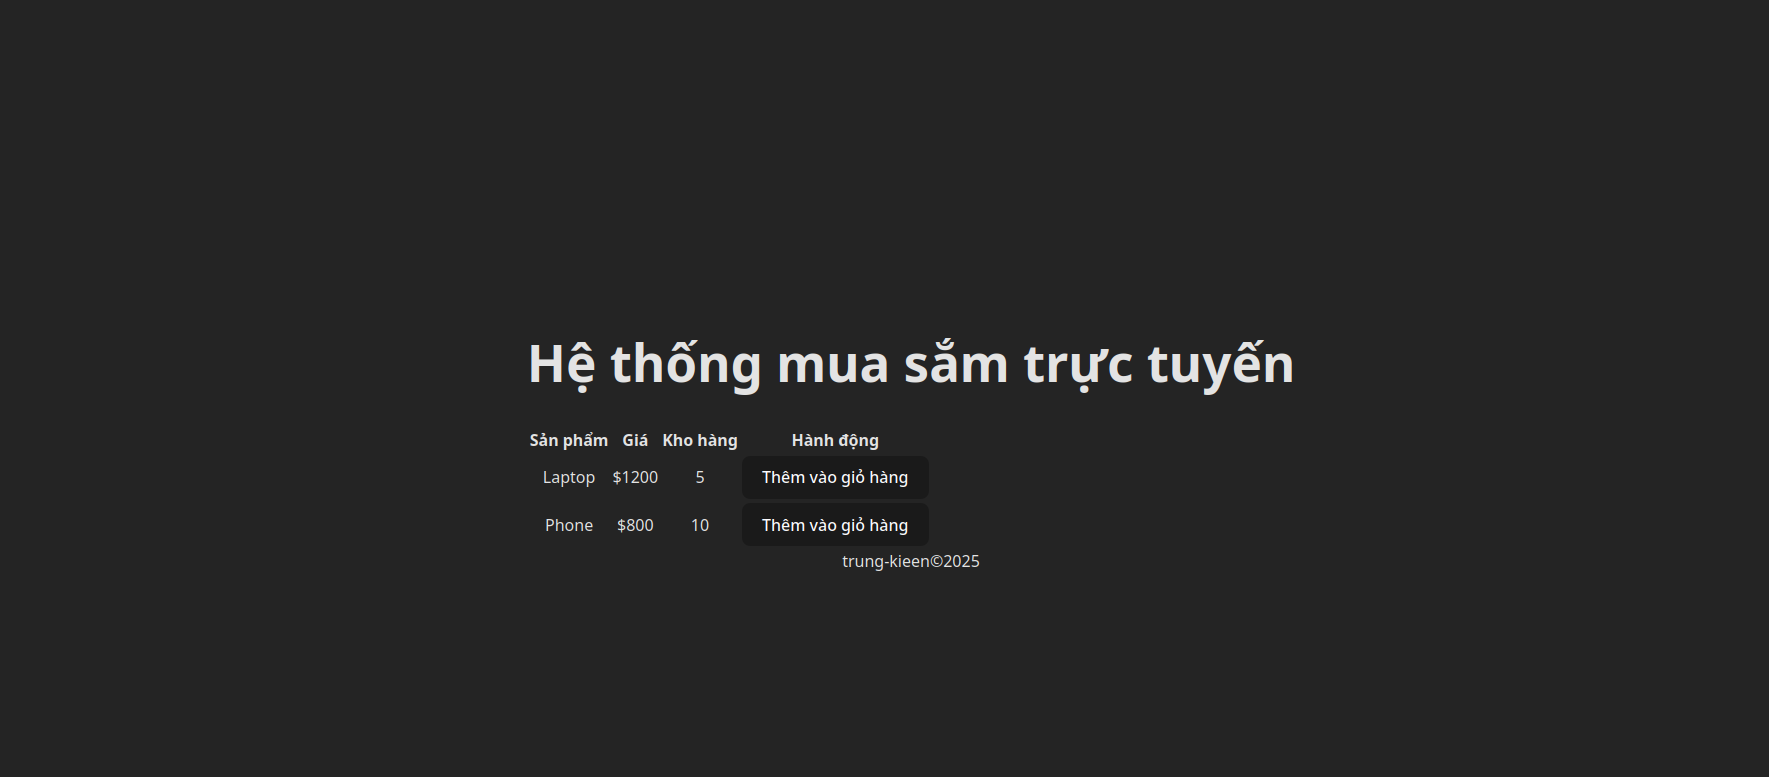 Hệ thống mua sắm trực tuyến
Sản phẩm Giá Kho hàng Hành động
Laptop $1200 5 Thêm vào giỏ hàng
Phone $800 10 Thêm vào giỏ hàng
trung-kieen©2025